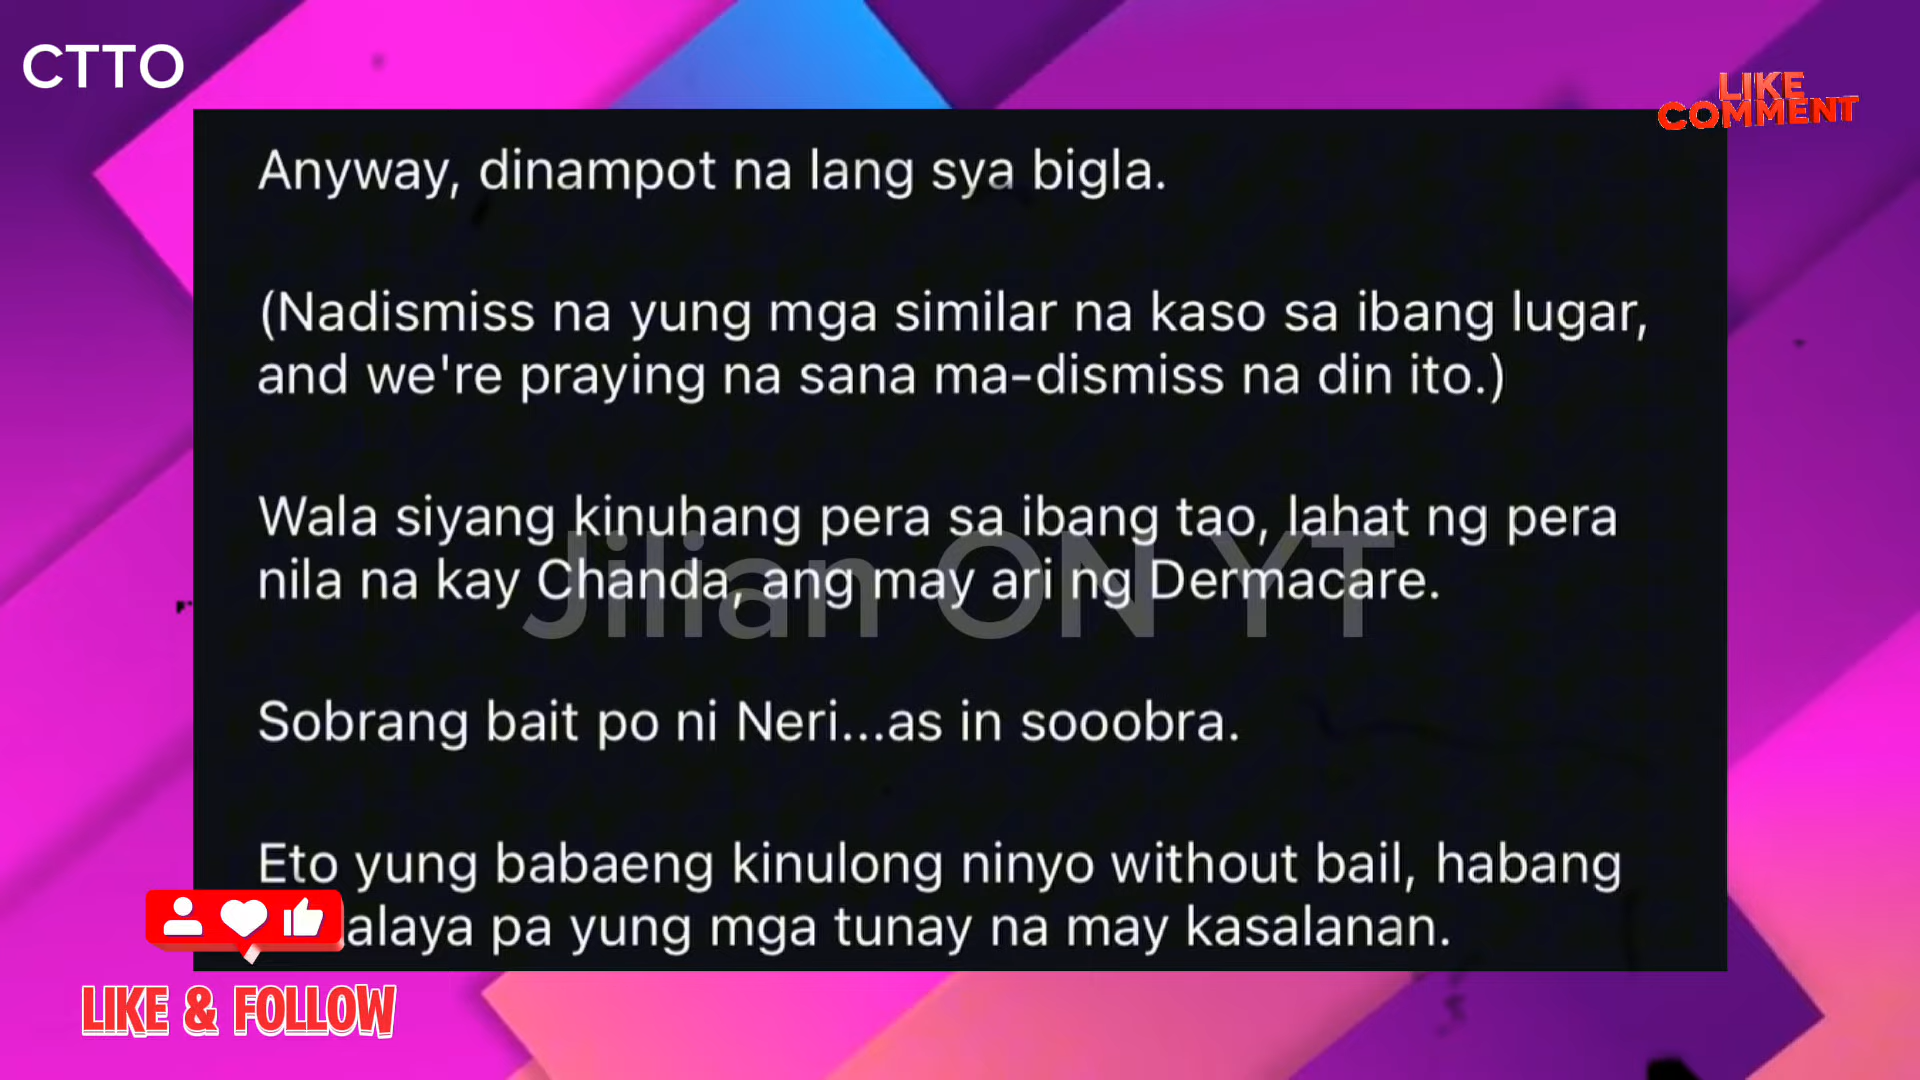 CTTO
LIKE
COMMENT
Anyway, dinampot na lang sya bigla.
(Nadismiss na yung mga similar na kaso sa ibang lugar,
and we're praying na sana ma-dismiss na din ito.)
Wala siyang kinuhang pera sa ibang tao, lahat ng pera
nila na kay Chanda, ang may ari ng Dermacare.
Jilian ON YT
Sobrang bait po ni Neri...as in sooobra.
Eto yung babaeng kinulong ninyo without bail, habang
pa yung mga tunay na may kasalanan.
LIKE & FOLLOW